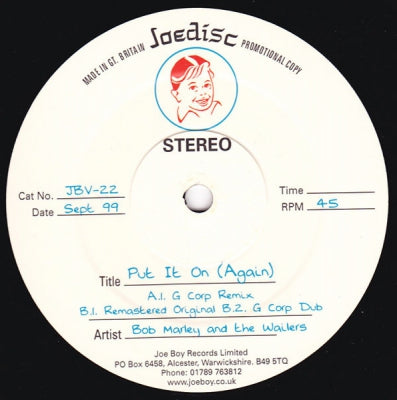 MADE IN GT. BRITAIN Joedisc PROMOTIONAL COPY
STEREO
Cat No. JBV-22 Time
Date Sept 99 RPM 45
Title Put It On (Again)
A.1. G Corp Remix
B.1. Remastered Original B.2. G Corp Dub
Artist Bob Marley and the Wailers
Joe Boy Records Limited
PO Box 6458, Alcester, Warwickshire. B49 5TQ
Phone: 01789 763812
www.joeboy.co.uk